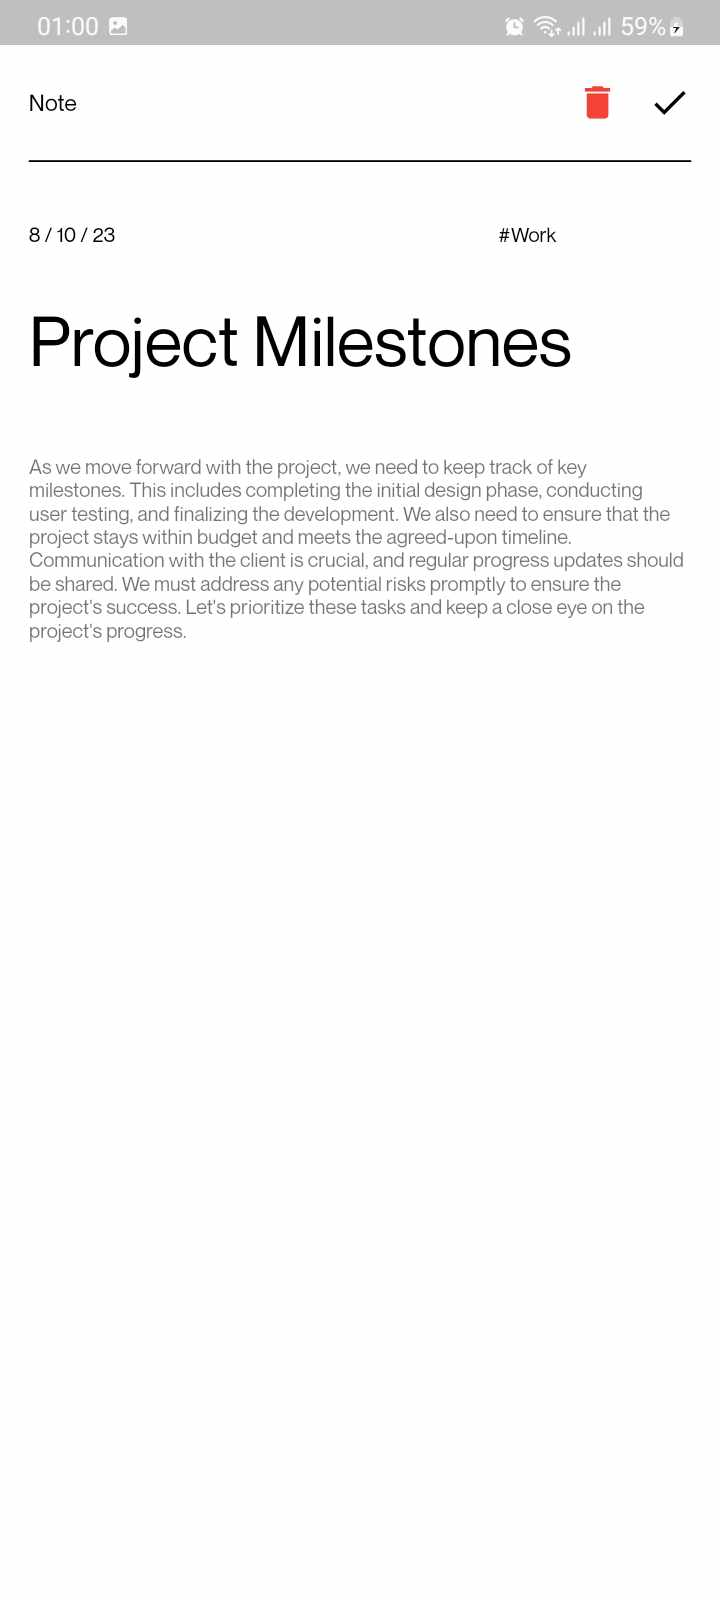 01:00
59%
Note
8 / 10 / 23
#Work
Project Milestones
As we move forward with the project, we need to keep track of key
milestones. This includes completing the initial design phase, conducting
user testing, and finalizing the development. We also need to ensure that the
project stays within budget and meets the agreed-upon timeline.
Communication with the client is crucial, and regular progress updates should
be shared. We must address any potential risks promptly to ensure the
project's success. Let's prioritize these tasks and keep a close eye on the
project's progress.